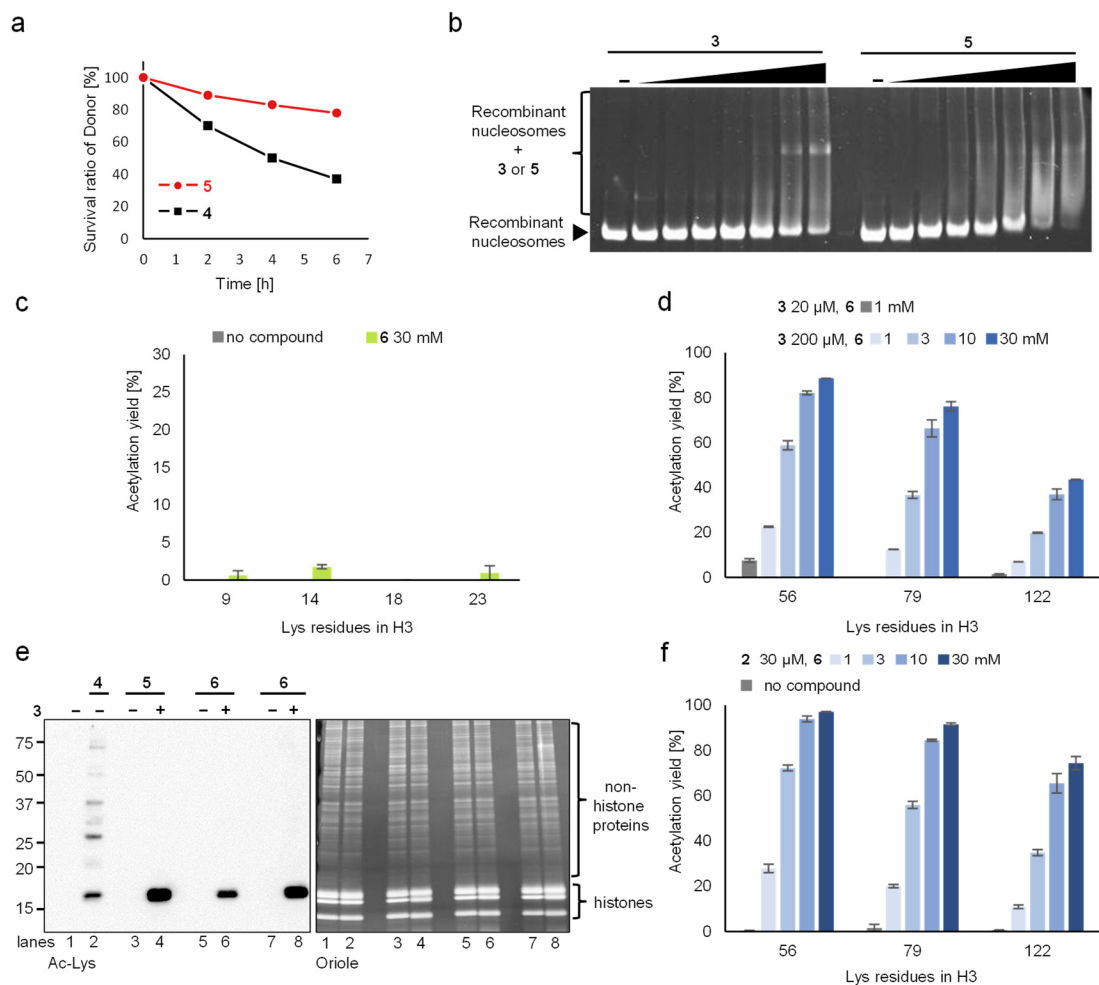 a
Survival ratio of Donor [%]
100
80
60
40
20
0
5
4
0 1 2 3 4 5 6 7
Time [h]
b
3 5
– –
Recombinant
nucleosomes
+
3 or 5
Recombinant
nucleosomes
c
no compound 6 30 mM
Acetylation yield [%]
30
25
20
15
10
5
0
9 14 18 23
Lys residues in H3
d
3 20 µM, 6 1 mM
3 200 µM, 6 1 3 10 30 mM
Acetylation yield [%]
100
80
60
40
20
0
56 79 122
Lys residues in H3
e
4 5 6 6
3 – – – + – + – +
75
50
37
25
20
15
non-
histone
proteins
histones
lanes 1 2 3 4 5 6 7 8 1 2 3 4 5 6 7 8
Ac-Lys Oriole
f
2 30 µM, 6 1 3 10 30 mM
no compound
Acetylation yield [%]
100
80
60
40
20
0
56 79 122
Lys residues in H3